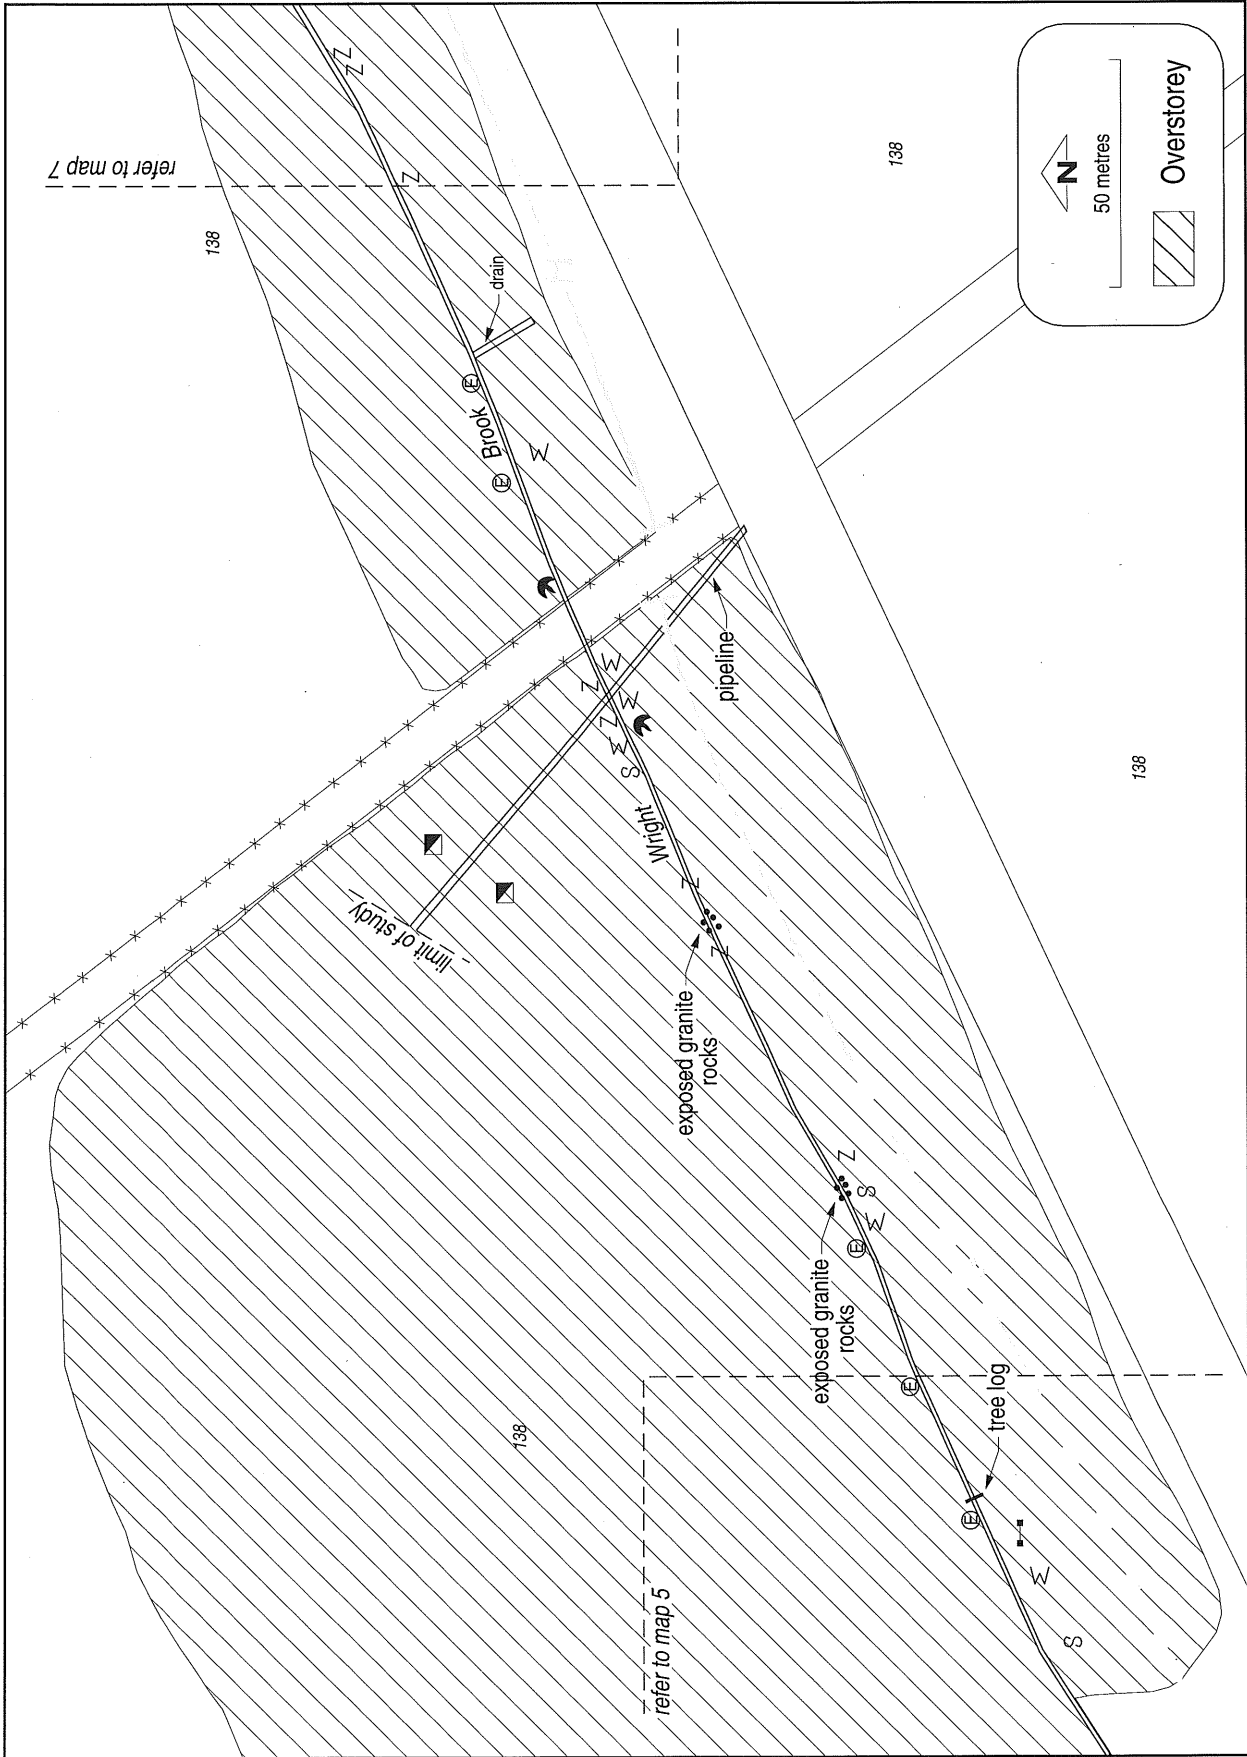 refer to map 7
138
N
N
limit of study
N
E
Brook
drain
E
138
W
N
N
W
W
W
S
Wright
refer to map 5
exposed granite
rocks
N
N
pipeline
exposed granite
rocks
N
E
S
W
138
E
E
tree log
W
S
138
N
50 metres
Overstorey